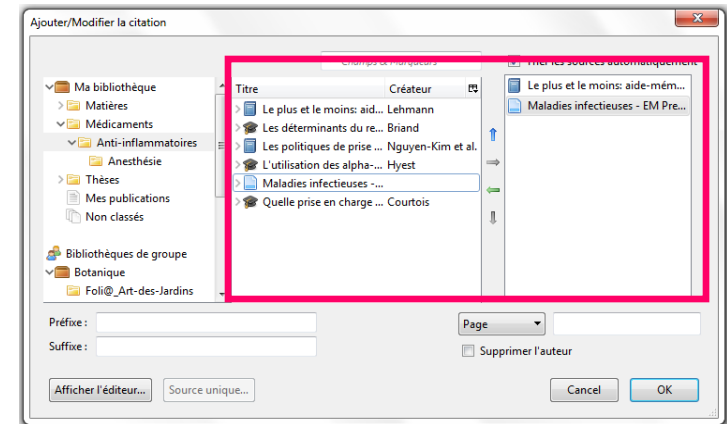 Ajouter/Modifier la citation
Champs & Marqueurs
Trier les sources automatiquement
Ma bibliothèque
Matières
Médicaments
Anti-inflammatoires
Anesthésie
Thèses
Mes publications
Non classés
Bibliothèques de groupe
Botanique
Foli@_Art-des-Jardins
Titre Créateur
Le plus et le moins: aid... Lehmann
Les déterminants du re... Briand
Les politiques de prise ... Nguyen-Kim et al.
L'utilisation des alpha-... Hyest
Maladies infectieuses -...
Quelle prise en charge ... Courtois
Le plus et le moins: aide-mém...
Maladies infectieuses - EM Pre...
Préfixe :
Page
Suffixe :
Supprimer l'auteur
Afficher l'éditeur... Source unique... Cancel OK